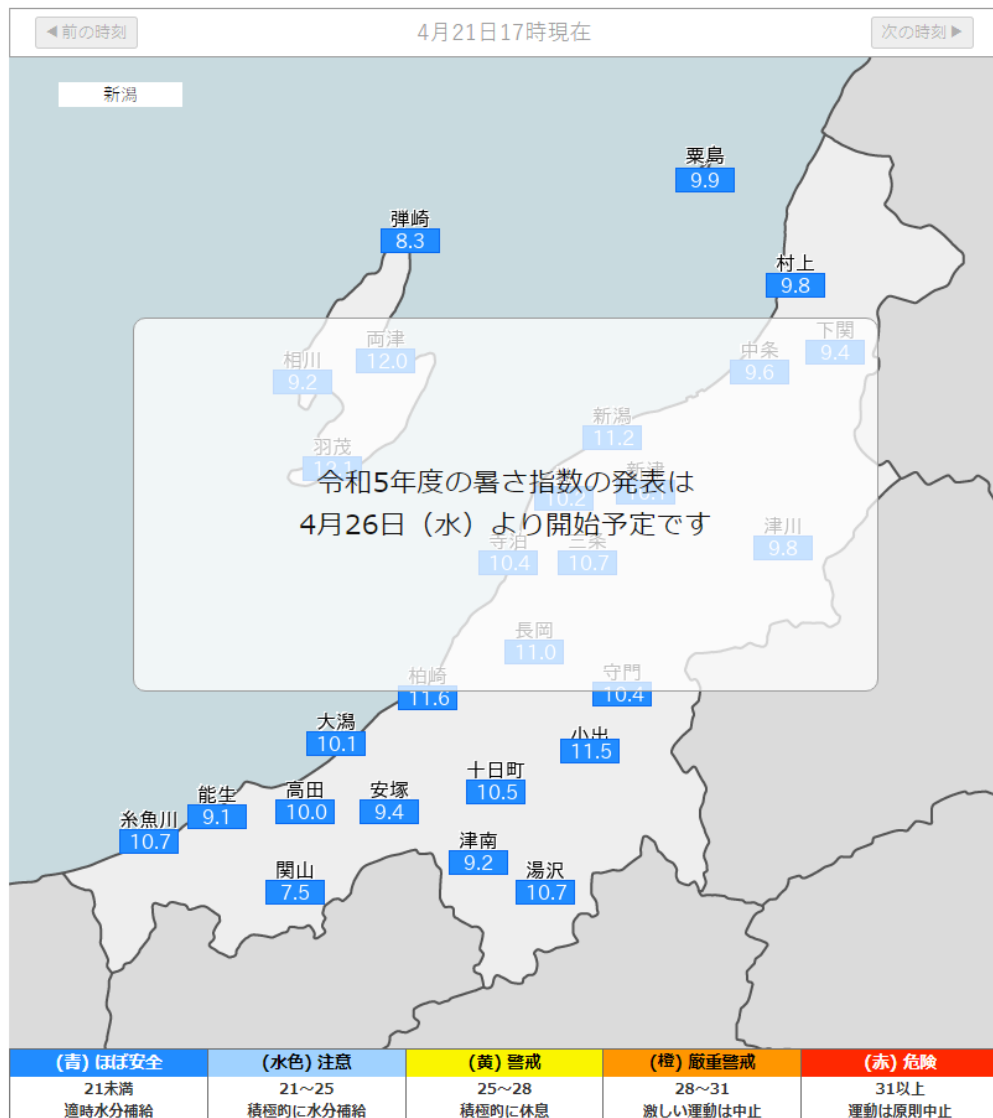 ◀前の時刻
4月21日17時現在
次の時刻▶
新潟
粟島
9.9
弾崎
8.3
村上
9.8
下関
9.4
両津
12.0
中条
9.6
相川
9.2
新潟
11.2
羽茂
新津
令和5年度の暑さ指数の発表は
10.2
4月26日（水）より開始予定です
津川
9.8
寺泊
10.4
三条
10.7
長岡
11.0
柏崎
11.6
守門
10.4
大潟
10.1
小出
11.5
十日町
10.5
能生
9.1
高田
10.0
安塚
9.4
糸魚川
10.7
津南
9.2
関山
7.5
湯沢
10.7
(青) ほぼ安全
(水色) 注意
(黄) 警戒
(橙) 厳重警戒
(赤) 危険
21未満
21～25
25～28
28～31
31以上
適時水分補給
積極的に水分補給
積極的に休息
激しい運動は中止
運動は原則中止